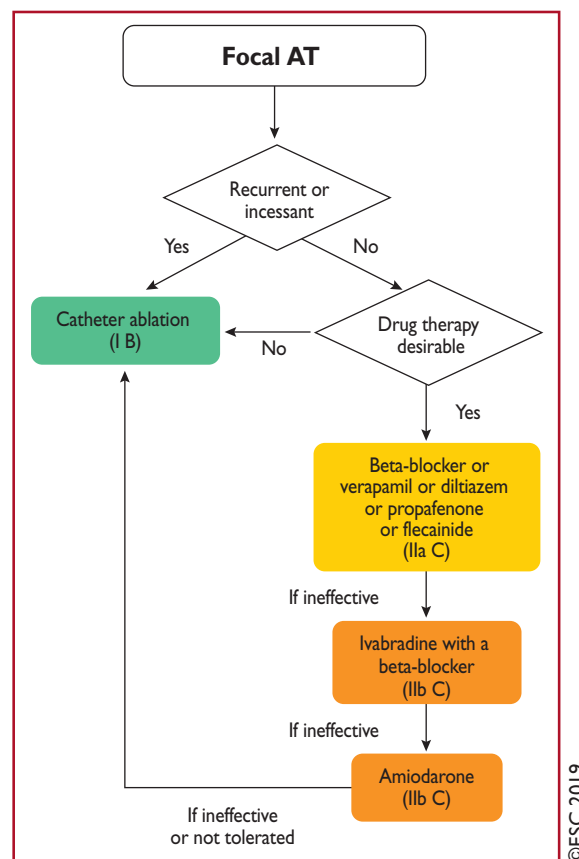 Focal AT
Recurrent or
incessant
Yes
No
Catheter ablation
(I B)
No
Drug therapy
desirable
Yes
Beta-blocker or
verapamil or diltiazem
or propafenone
or flecainide
(IIa C)
If ineffective
Ivabradine with a
beta-blocker
(IIb C)
If ineffective
Amiodarone
(IIb C)
If ineffective
or not tolerated
©ESC 2019